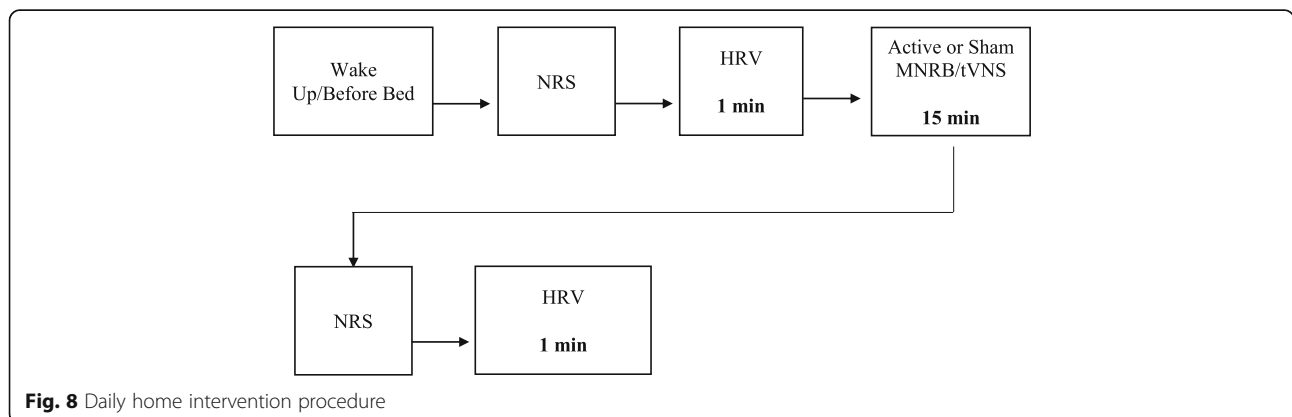 Wake
Up/Before Bed
NRS
HRV
1 min
Active or Sham
MNRB/tVNS
15 min
NRS
HRV
1 min
Fig. 8 Daily home intervention procedure